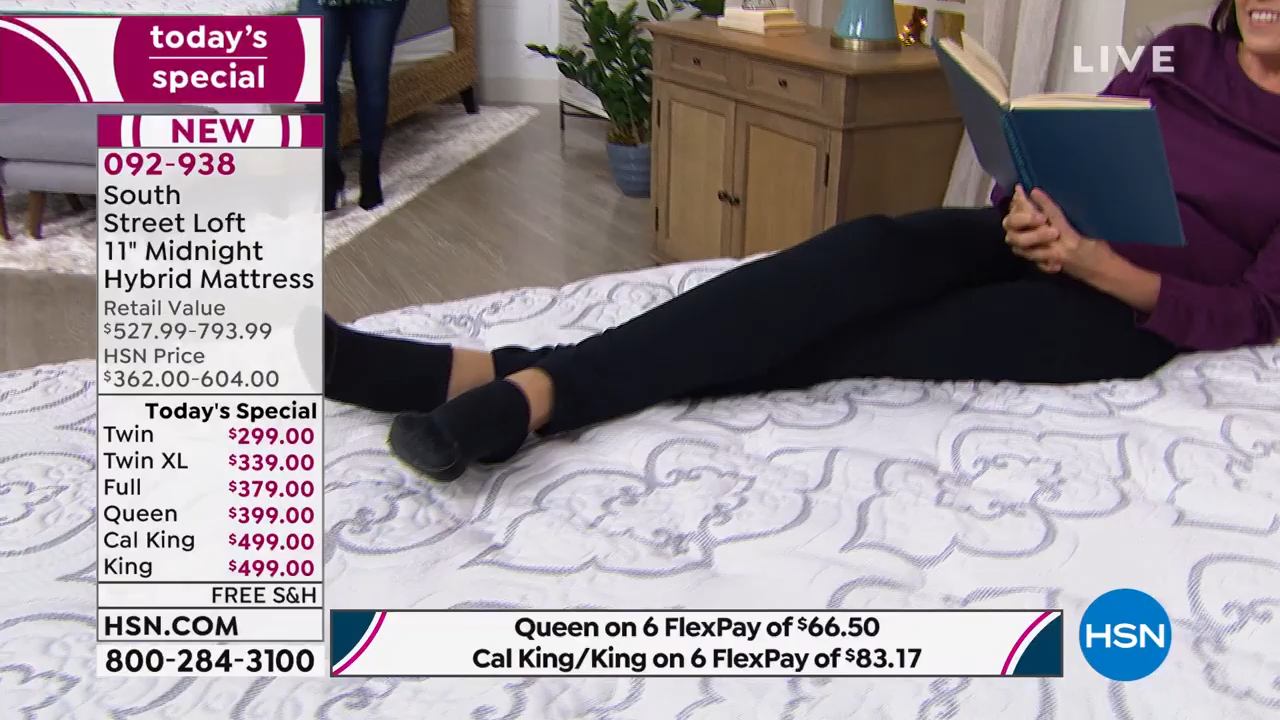 today's
special
LIVE
NEW
092-938
South
Street Loft
11" Midnight
Hybrid Mattress
Retail Value
$527.99-793.99
HSN Price
$362.00-604.00
Today's Special
Twin $299.00
Twin XL $339.00
Full $379.00
Queen $399.00
Cal King $499.00
King $499.00
FREE S&H
HSN.COM
800-284-3100
Queen on 6 FlexPay of $66.50
Cal King/King on 6 FlexPay of $83.17
HSN